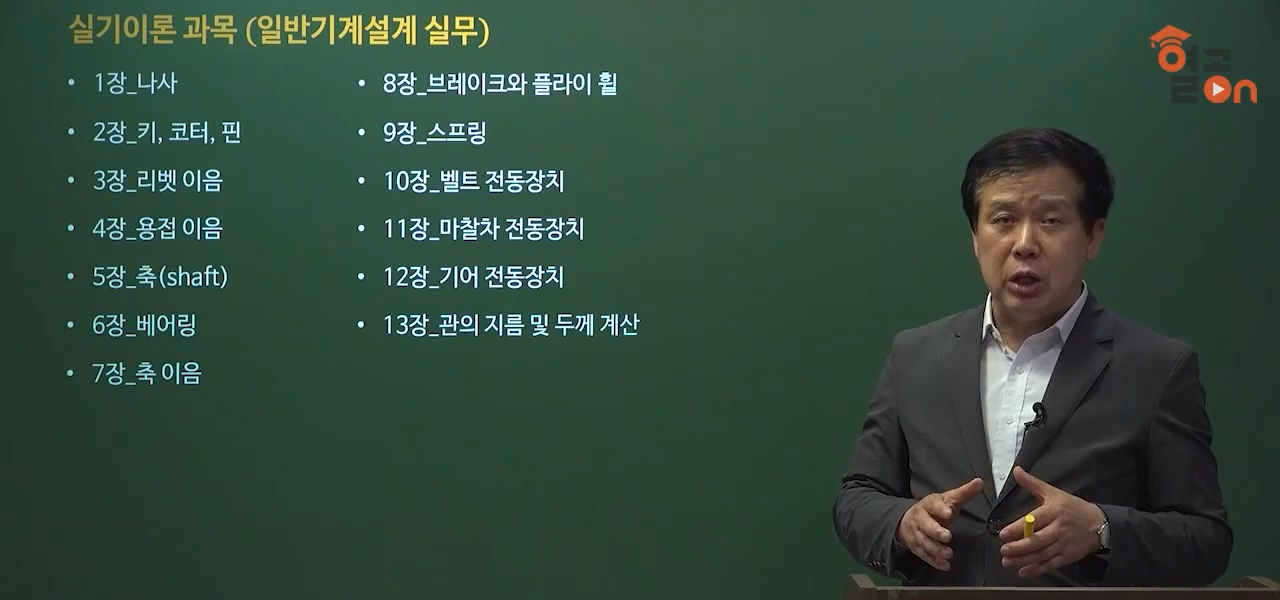 실기이론 과목 (일반기계설계 실무)
• 1장_나사
• 2장_키, 코터, 핀
• 3장_리벳 이음
• 4장_용접 이음
• 5장_축(shaft)
• 6장_베어링
• 7장_축 이음
• 8장_브레이크와 플라이 휠
• 9장_스프링
• 10장_벨트 전동장치
• 11장_마찰차 전동장치
• 12장_기어 전동장치
• 13장_관의 지름 및 두께 계산
열공
on